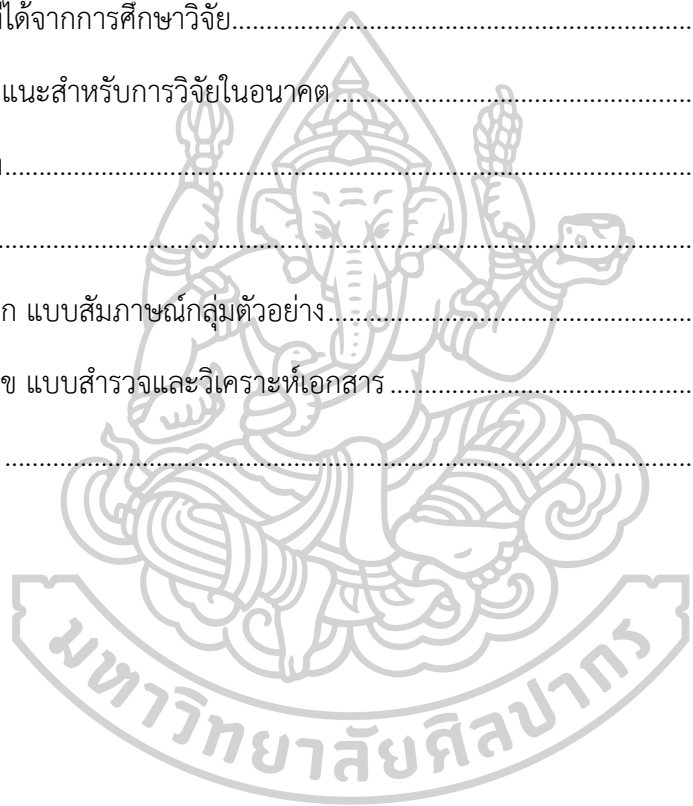 ได้จากการศึกษาวิจัย
แนะสำหรับการวิจัยในอนาคต
ก แบบสัมภาษณ์กลุ่มตัวอย่าง
ข แบบสำรวจและวิเคราะห์เอกสาร
มหาวิทยาลัยศิลปากร